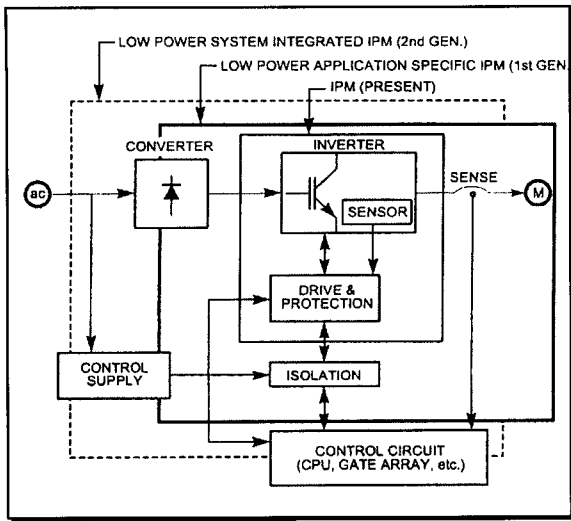 LOW POWER SYSTEM INTEGRATED IPM (2nd GEN.)
LOW POWER APPLICATION SPECIFIC IPM (1st GEN.
IPM (PRESENT)
CONVERTER
INVERTER
SENSE
ac
M
SENSOR
DRIVE &
PROTECTION
CONTROL
SUPPLY
ISOLATION
CONTROL CIRCUIT
(CPU, GATE ARRAY, etc.)